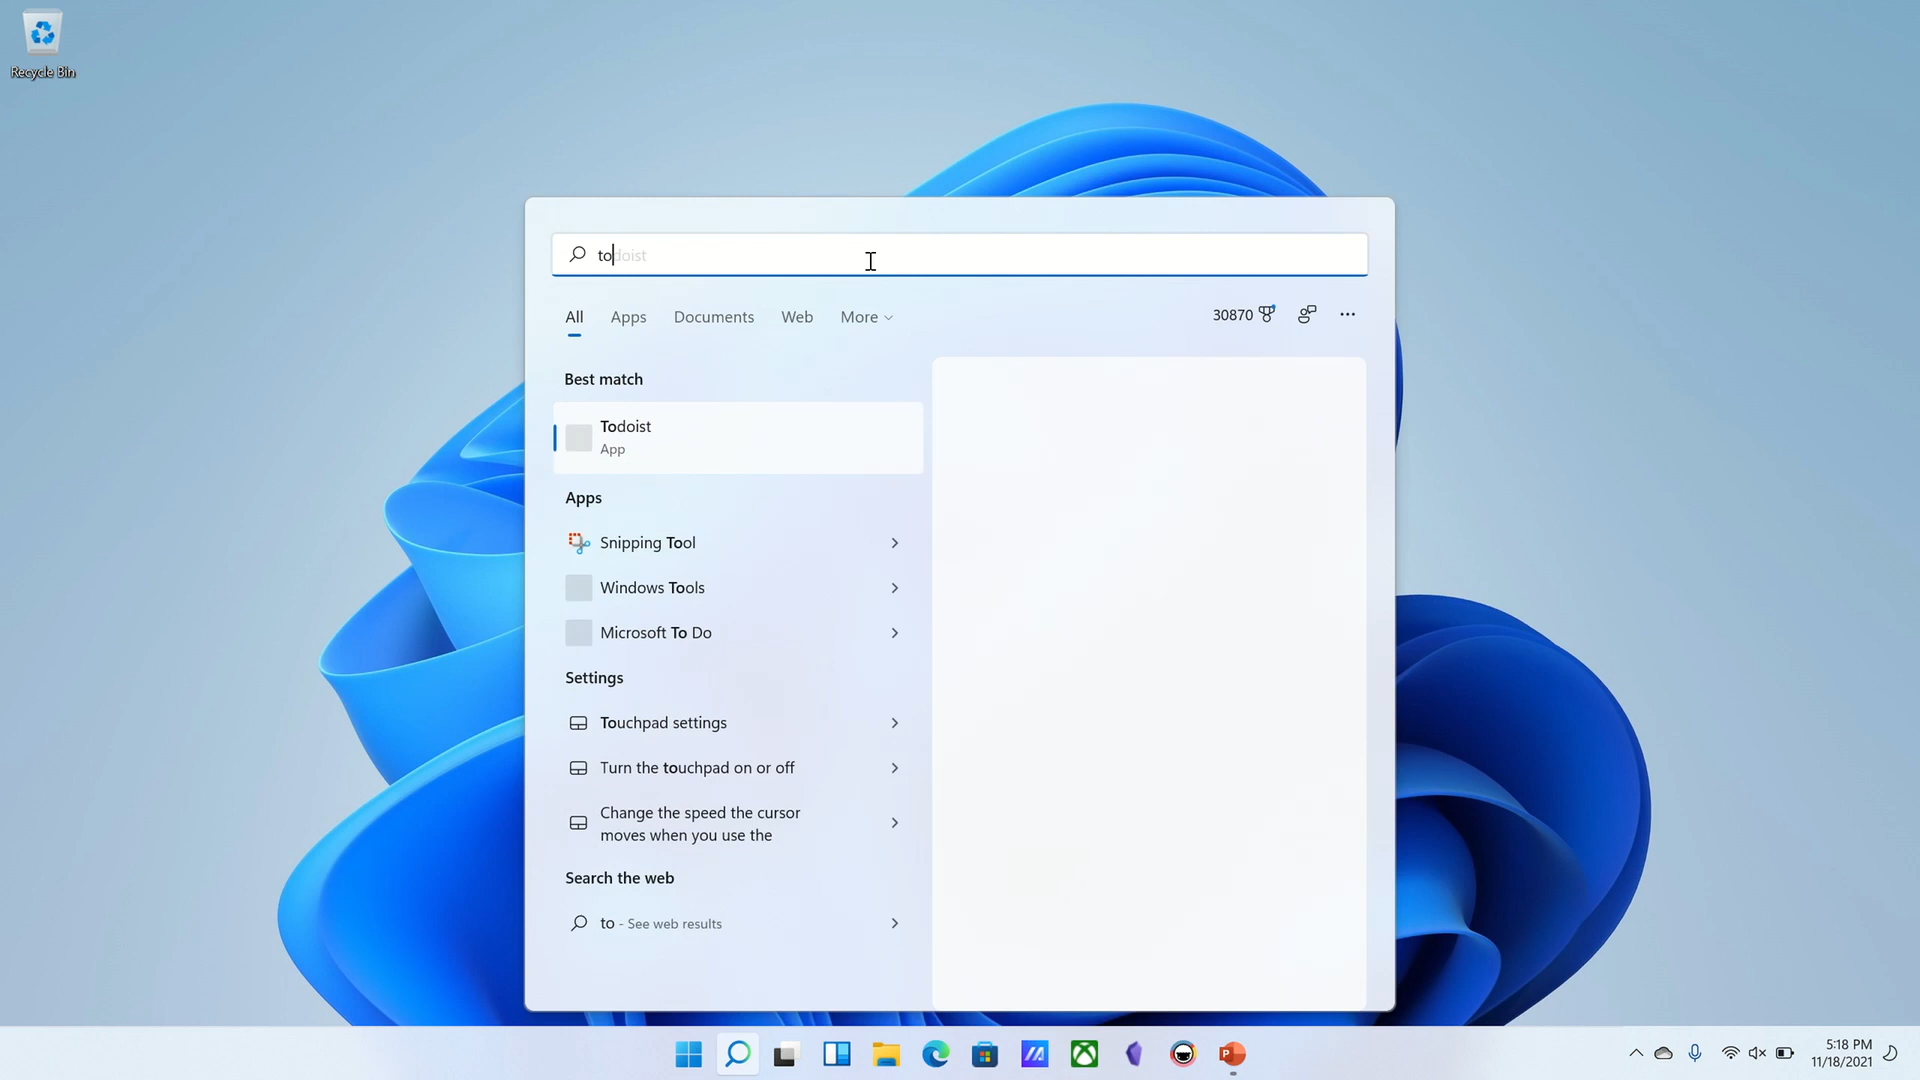 Recycle Bin
todoist
All Apps Documents Web More 30870
Best match
Todoist
App
Apps
Snipping Tool
Windows Tools
Microsoft To Do
Settings
Touchpad settings
Turn the touchpad on or off
Change the speed the cursor
moves when you use the
Search the web
to - See web results
5:18 PM
11/18/2021